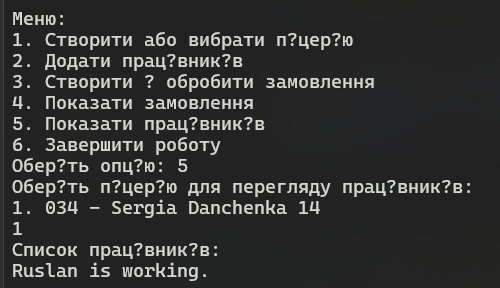 Меню:
1. Створити або вибрати п?цер?ю
2. Додати прац?вник?в
3. Створити ? обробити замовлення
4. Показати замовлення
5. Показати прац?вник?в
6. Завершити роботу
Обер?ть опц?ю: 5
Обер?ть п?цер?ю для перегляду прац?вник?в:
1. 034 - Sergia Danchenka 14
1
Список прац?вник?в:
Ruslan is working.